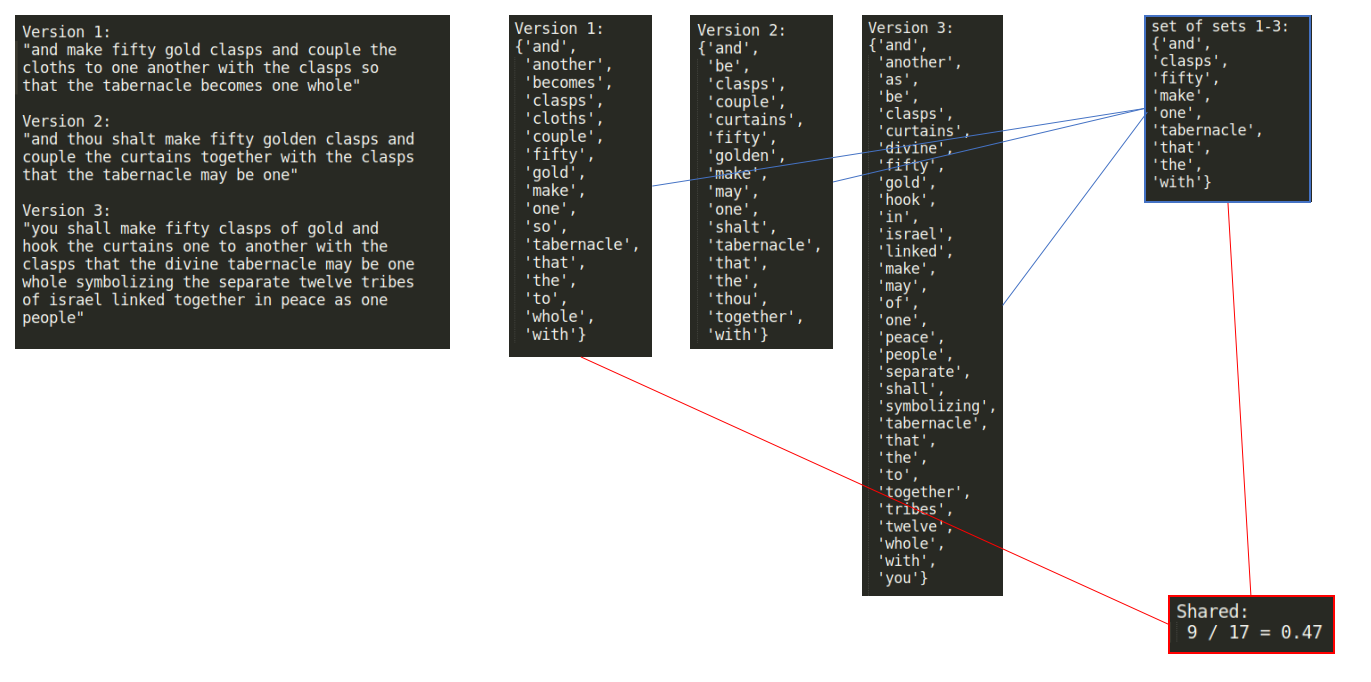 Version 1:
"and make fifty gold clasps and couple the
cloths to one another with the clasps so
that the tabernacle becomes one whole"
Version 2:
"and thou shalt make fifty golden clasps and
couple the curtains together with the clasps
that the tabernacle may be one"
Version 3:
"you shall make fifty clasps of gold and
hook the curtains one to another with the
clasps that the divine tabernacle may be one
whole symbolizing the separate twelve tribes
of israel linked together in peace as one
people"
Version 1:
{'and',
'another',
'becomes',
'clasps',
'cloths',
'couple',
'fifty',
'gold',
'make',
'one',
'so',
'tabernacle',
'that',
'the',
'to',
'whole',
'with'}
Version 2:
{'and',
'be',
'clasps',
'couple',
'curtains',
'fifty',
'golden',
'make',
'may',
'one',
'shalt',
'tabernacle',
'that',
'the',
'thou',
'together',
'with'}
Version 3:
{'and',
'another',
'as',
'be',
'clasps',
'curtains',
'divine',
'fifty',
'gold',
'hook',
'in',
'israel',
'linked',
'make',
'may',
'of',
'one',
'peace',
'people',
'separate',
'shall',
'symbolizing',
'tabernacle',
'that',
'the',
'to',
'together',
'tribes',
'twelve',
'whole',
'with',
'you'}
set of sets 1-3:
{'and',
'clasps',
'fifty',
'make',
'one',
'tabernacle',
'that',
'the',
'with'}
Shared:
9 / 17 = 0.47